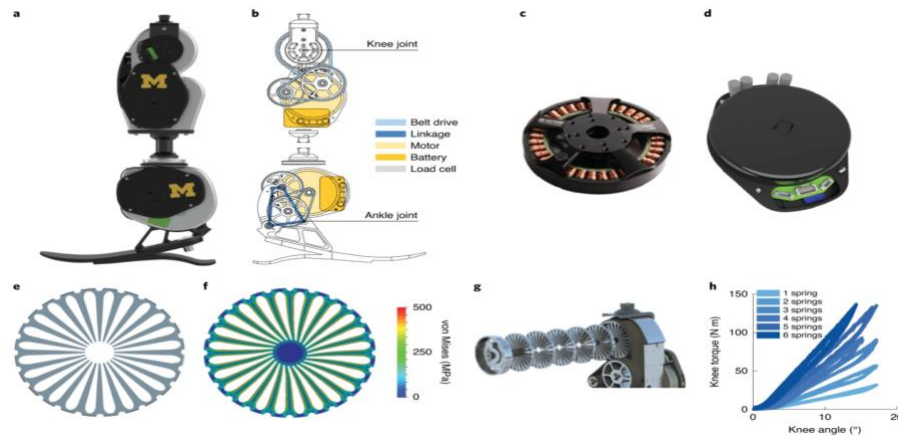 a
b
c
d
M
M
Knee joint
Belt drive
Linkage
Motor
Battery
Load cell
Ankle joint
e
f
g
h
500
250
0
von Mises (MPa)
150
100
50
0
Knee torque (N m)
1 spring
2 springs
3 springs
4 springs
5 springs
6 springs
0
10
20
Knee angle (°)